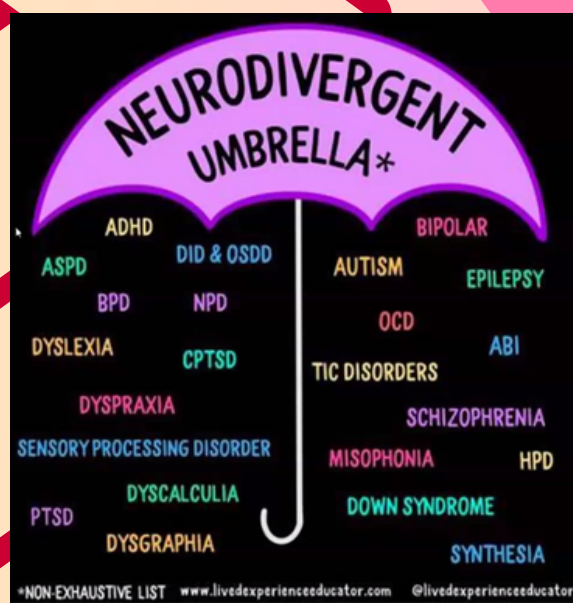 NEURODIVERGENT
UMBRELLA*
ADHD
BIPOLAR
ASPD
DID & OSDD
AUTISM
EPILEPSY
BPD
NPD
OCD
DYSLEXIA
CPTSD
ABI
TIC DISORDERS
DYSPRAXIA
SCHIZOPHRENIA
SENSORY PROCESSING DISORDER
MISOPHONIA
HPD
DYSCALCULIA
DOWN SYNDROME
PTSD
DYSGRAPHIA
SYNTHESIA
*NON-EXHAUSTIVE LIST www.livedexperienceeducator.com @livedexperienceeducator